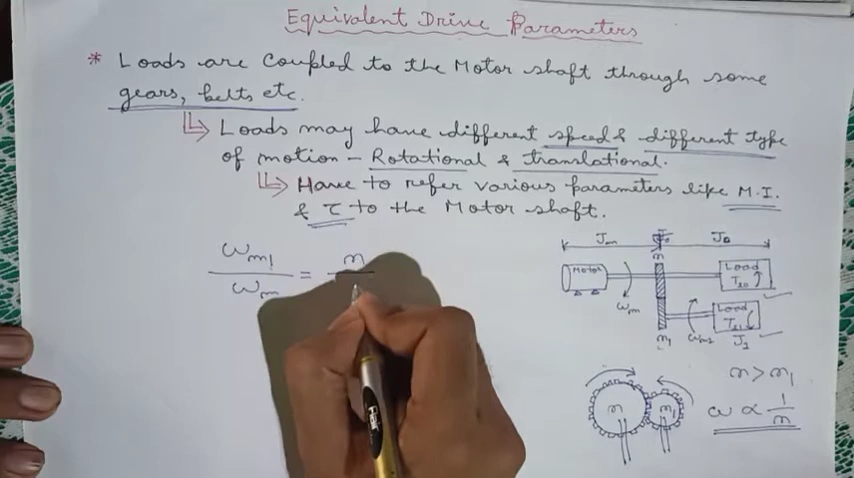 Equivalent Drive Parameters
* Loads are coupled to the Motor shaft through some
gears, belts etc.
Loads may have different speed & different type
of motion - Rotational & translational.
Have to refer various parameters like M.I.
& τ to the Motor shaft.
ωm1 / ωm = n
Jm J0
n
Motor
Load
Tl0
ωm
Load
Tl1
ωm1
n1 J1
n > n1
n n1
ω ∝ 1/n
Flair